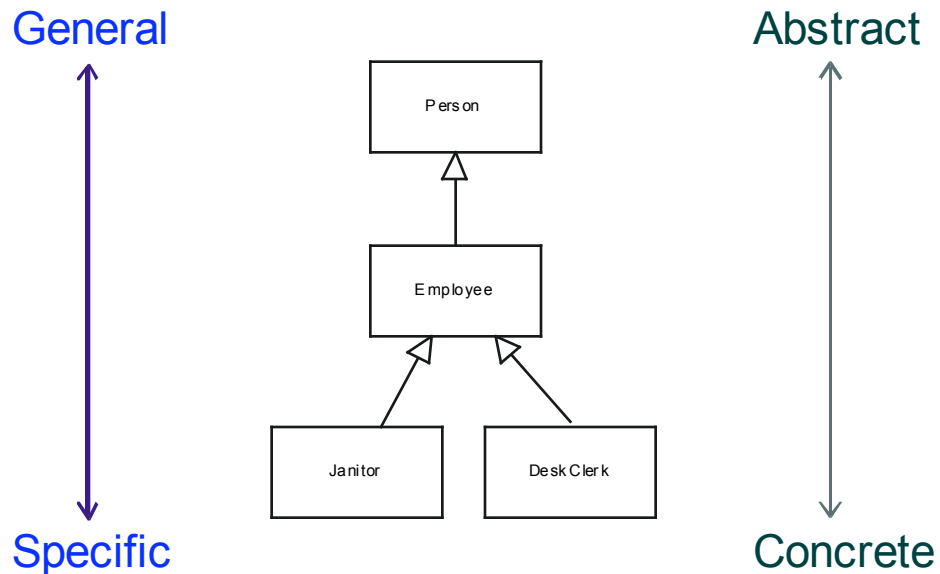 General
Abstract
Person
Employee
Janitor
DeskClerk
Specific
Concrete